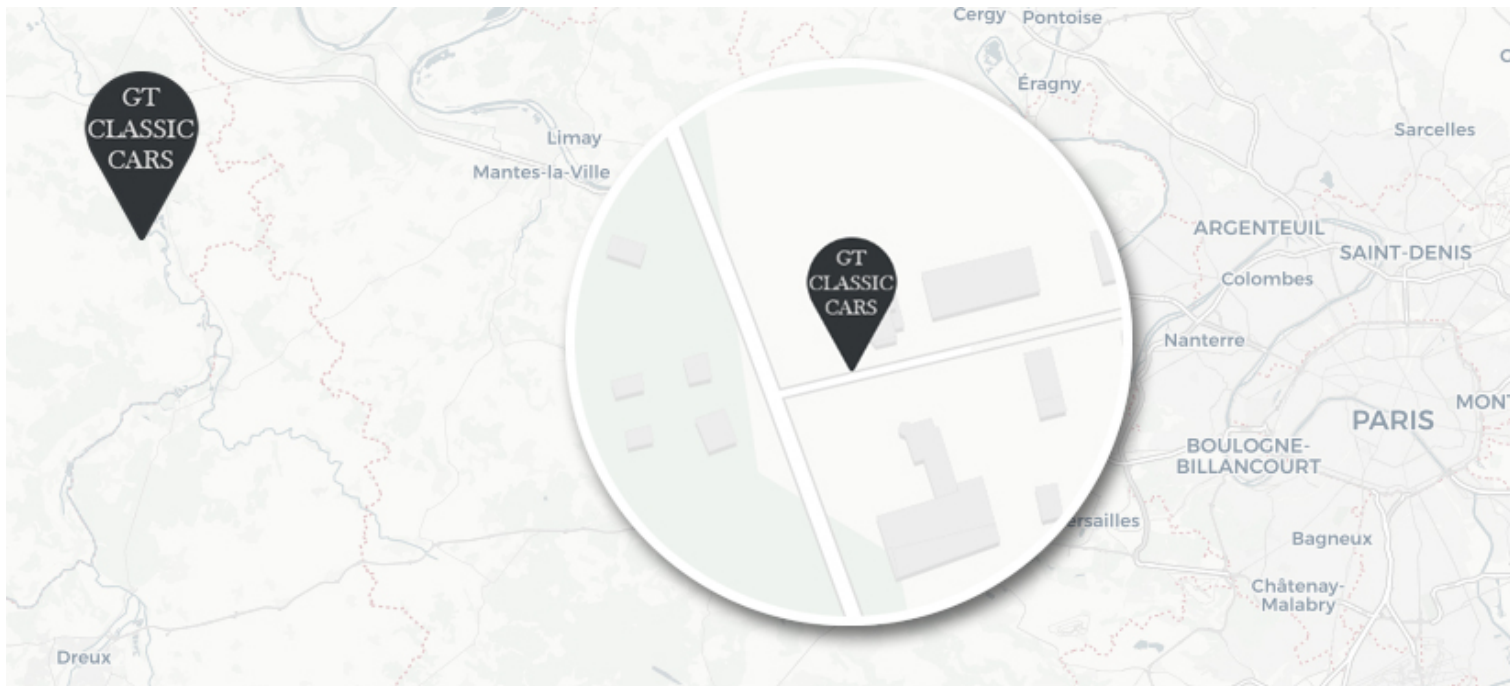 Cergy Pontoise
GT
CLASSIC
CARS
Éragny
Limay
Sarcelles
Mantes-la-Ville
ARGENTEUIL
SAINT-DENIS
GT
CLASSIC
CARS
Colombes
Nanterre
PARIS
BOULOGNE-
BILLANCOURT
Bagneux
Châtenay-
Malabry
Dreux